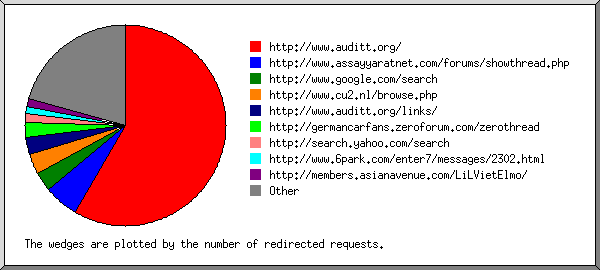 http://www.auditt.org/
http://www.assayyaratnet.com/forums/showthread.php
http://www.google.com/search
http://www.cu2.nl/browse.php
http://www.auditt.org/links/
http://germancarfans.zeroforum.com/zerothread
http://search.yahoo.com/search
http://www.6park.com/enter7/messages/2302.html
http://members.asianavenue.com/LiLVietElmo/
Other
The wedges are plotted by the number of redirected requests.